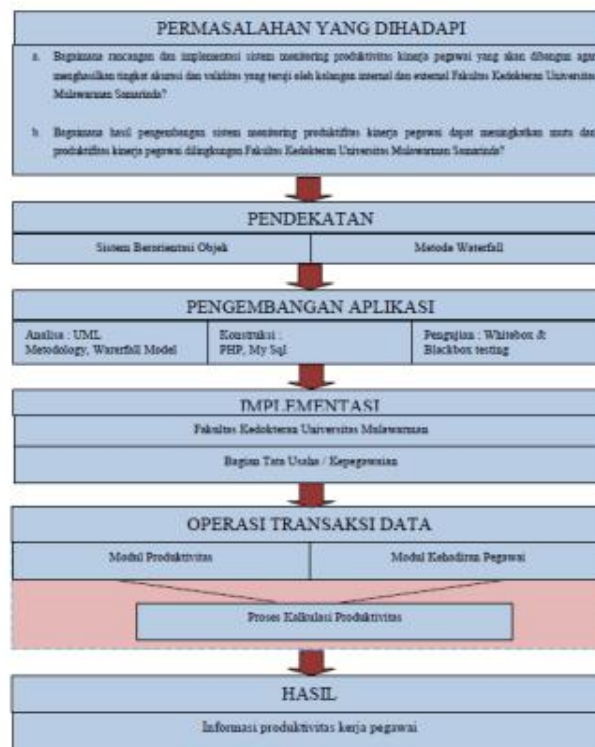 PERMASALAHAN YANG DIHADAPI
a. Bagaimana rancangan dan implementasi sistem monitoring produktivitas kinerja pegawai yang akan dibangun agar
menghasilkan tingkat akurasi dan validitas yang teruji oleh kalangan internal dan external Fakultas Kedokteran Universitas
Mulawarman Samarinda?
b. Bagaimana hasil pengembangan sistem monitoring produktifitas kinerja pegawai dapat meningkatkan mutu dan
produktifitas kinerja pegawai dilingkungan Fakultas Kedokteran Universitas Mulawarman Samarinda?
PENDEKATAN
Sistem Berorientasi Objek
Metoda Waterfall
PENGEMBANGAN APLIKASI
Analisa : UML
Metodology, Waterfall Model
Konstruksi :
PHP, My Sql
Pengujian : Whitebox &
Blackbox testing
IMPLEMENTASI
Fakultas Kedokteran Universitas Mulawarman
Bagian Tata Usaha / Kepegawaian
OPERASI TRANSAKSI DATA
Modul Produktivitas
Modul Kehadiran Pegawai
Proses Kalkulasi Produktivitas
HASIL
Informasi produktivitas kerja pegawai